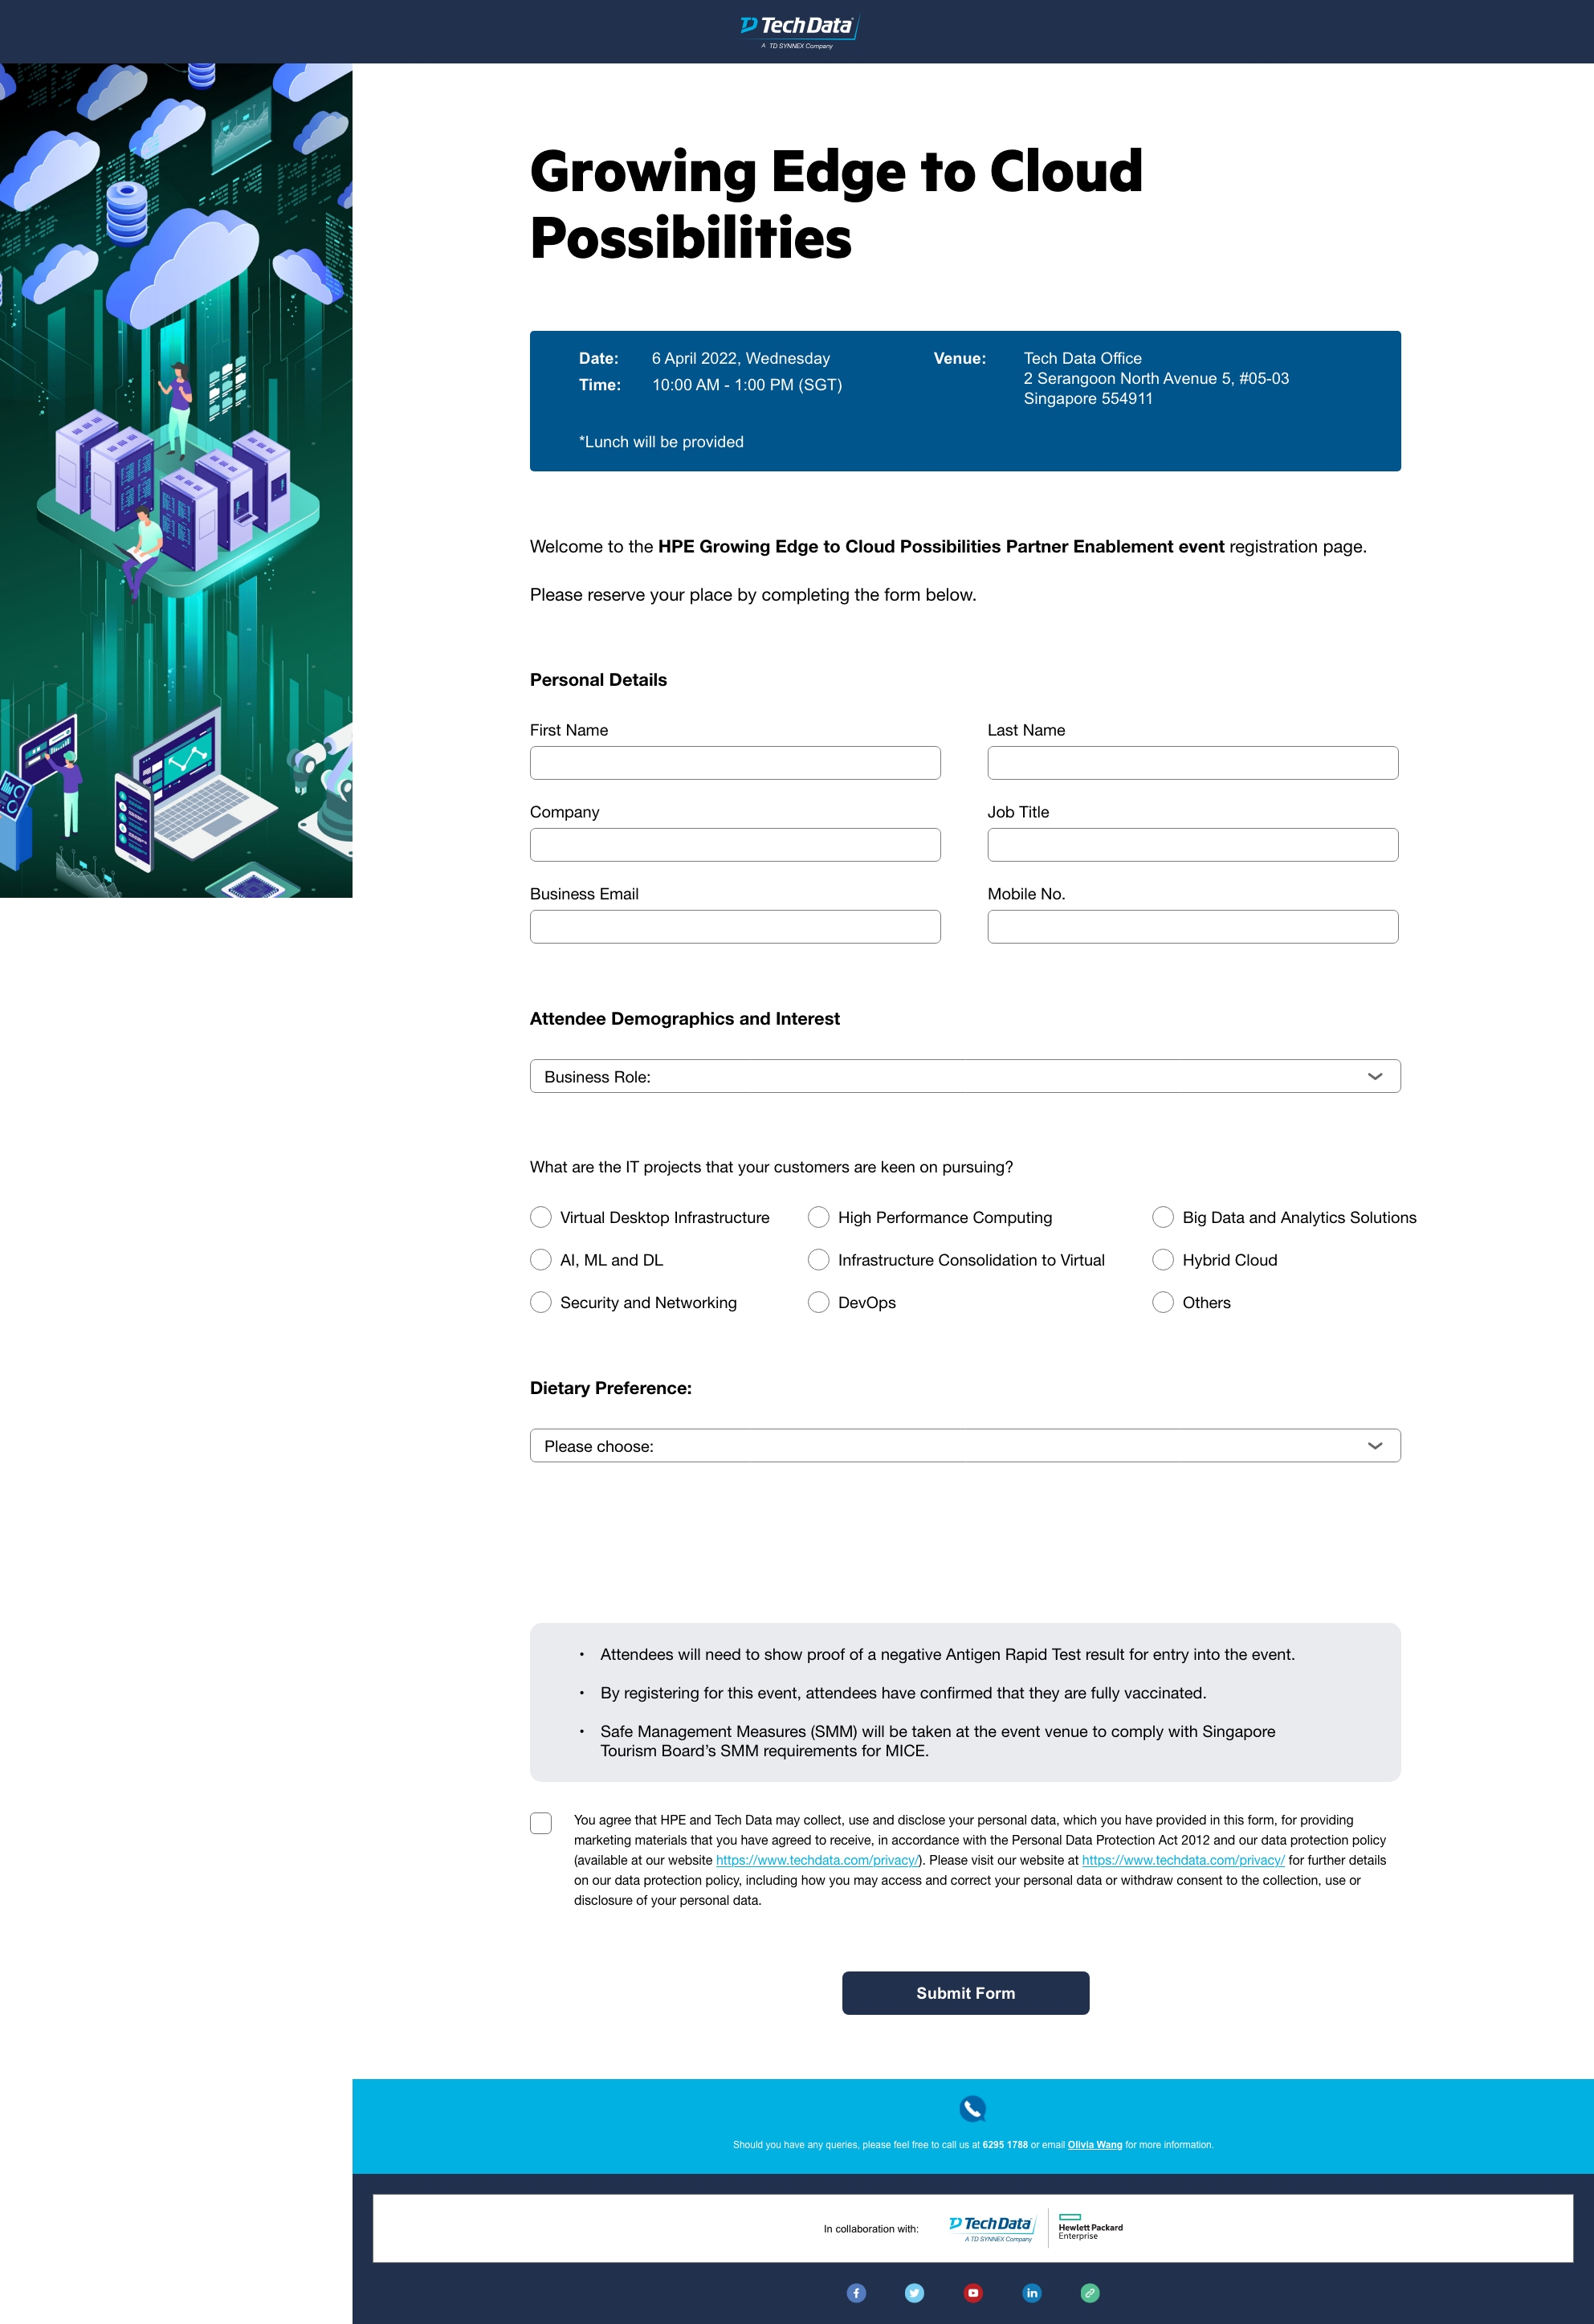 TechData
A TD SYNNEX Company
Growing Edge to Cloud
Possibilities
Date: 6 April 2022, Wednesday
Time: 10:00 AM - 1:00 PM (SGT)
Venue: Tech Data Office
2 Serangoon North Avenue 5, #05-03
Singapore 554911
*Lunch will be provided
Welcome to the HPE Growing Edge to Cloud Possibilities Partner Enablement event registration page.
Please reserve your place by completing the form below.
Personal Details
First Name
Last Name
Company
Job Title
Business Email
Mobile No.
Attendee Demographics and Interest
Business Role:
What are the IT projects that your customers are keen on pursuing?
Virtual Desktop Infrastructure
High Performance Computing
Big Data and Analytics Solutions
AI, ML and DL
Infrastructure Consolidation to Virtual
Hybrid Cloud
Security and Networking
DevOps
Others
Dietary Preference:
Please choose:
• Attendees will need to show proof of a negative Antigen Rapid Test result for entry into the event.
• By registering for this event, attendees have confirmed that they are fully vaccinated.
• Safe Management Measures (SMM) will be taken at the event venue to comply with Singapore
Tourism Board’s SMM requirements for MICE.
You agree that HPE and Tech Data may collect, use and disclose your personal data, which you have provided in this form, for providing
marketing materials that you have agreed to receive, in accordance with the Personal Data Protection Act 2012 and our data protection policy
(available at our website https://www.techdata.com/privacy/). Please visit our website at https://www.techdata.com/privacy/ for further details
on our data protection policy, including how you may access and correct your personal data or withdraw consent to the collection, use or
disclosure of your personal data.
Submit Form
Should you have any queries, please feel free to call us at 6295 1788 or email Olivia Wang for more information.
In collaboration with:
TechData
A TD SYNNEX Company
Hewlett Packard
Enterprise